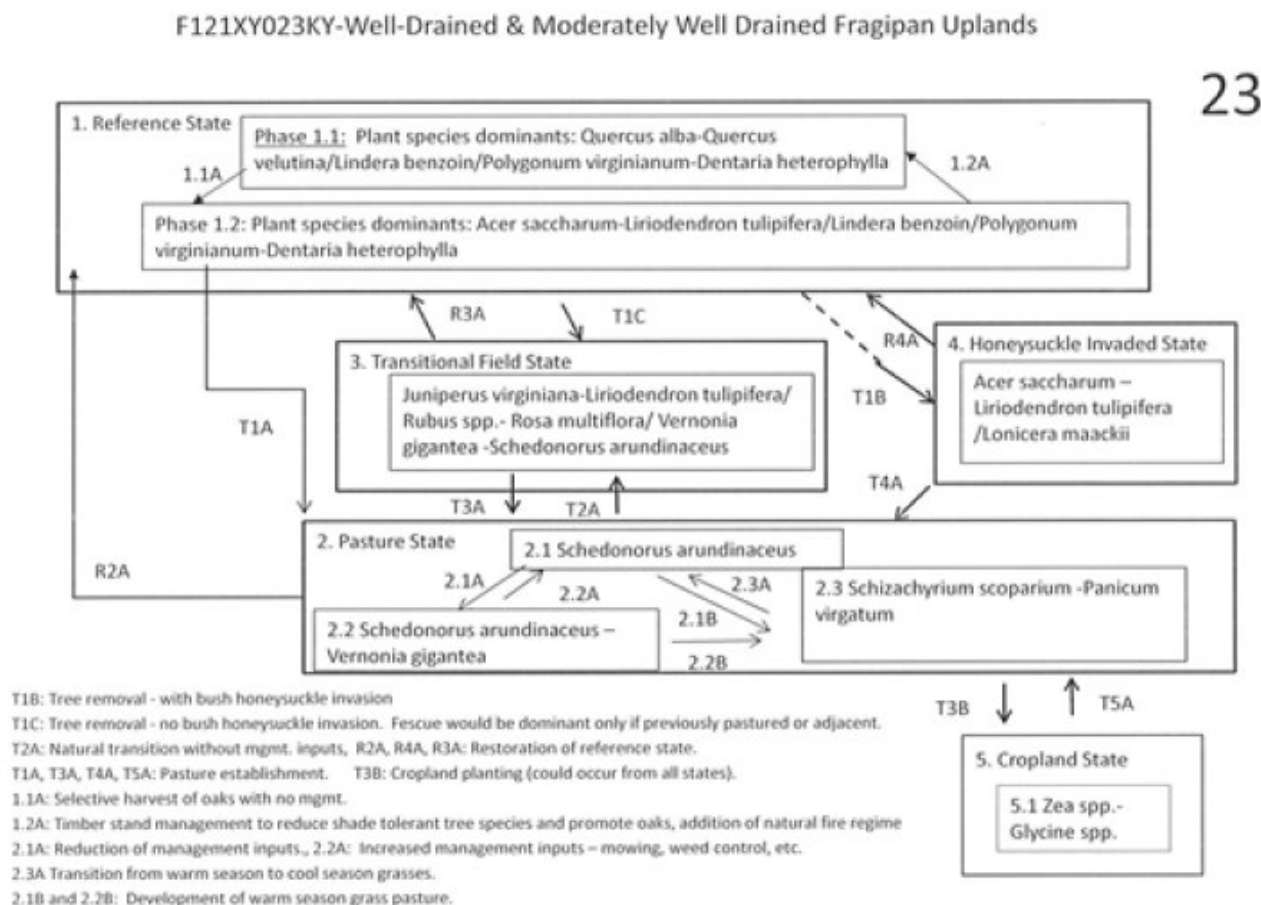 F121XY023KY-Well-Drained & Moderately Well Drained Fragipan Uplands
23
1. Reference State
Phase 1.1: Plant species dominants: Quercus alba-Quercus
velutina/Lindera benzoin/Polygonum virginianum-Dentaria heterophylla
1.1A
1.2A
Phase 1.2: Plant species dominants: Acer saccharum-Liriodendron tulipifera/Lindera benzoin/Polygonum
virginianum-Dentaria heterophylla
R3A
T1C
R4A
3. Transitional Field State
4. Honeysuckle Invaded State
Juniperus virginiana-Liriodendron tulipifera/
Rubus spp.- Rosa multiflora/ Vernonia
gigantea -Schedonorus arundinaceus
Acer saccharum –
Liriodendron tulipifera
/Lonicera maackii
T1B
T1A
T4A
T3A
T2A
2. Pasture State
2.1 Schedonorus arundinaceus
R2A
2.1A
2.2A
2.3A
2.3 Schizachyrium scoparium -Panicum
virgatum
2.1B
2.2 Schedonorus arundinaceus –
Vernonia gigantea
2.2B
T1B: Tree removal - with bush honeysuckle invasion
T1C: Tree removal - no bush honeysuckle invasion. Fescue would be dominant only if previously pastured or adjacent.
T2A: Natural transition without mgmt. inputs, R2A, R4A, R3A: Restoration of reference state.
T1A, T3A, T4A, T5A: Pasture establishment. T3B: Cropland planting (could occur from all states).
1.1A: Selective harvest of oaks with no mgmt.
1.2A: Timber stand management to reduce shade tolerant tree species and promote oaks, addition of natural fire regime
2.1A: Reduction of management inputs., 2.2A: Increased management inputs – mowing, weed control, etc.
2.3A Transition from warm season to cool season grasses.
2.1B and 2.2B: Development of warm season grass pasture.
T3B
T5A
5. Cropland State
5.1 Zea spp.-
Glycine spp.